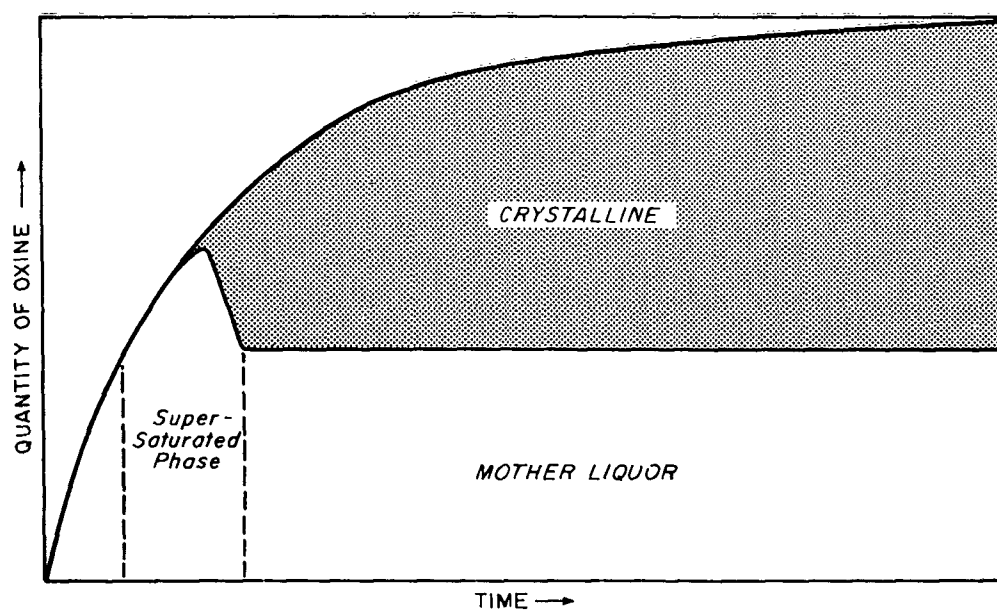 QUANTITY OF OXINE
CRYSTALLINE
Super-
Saturated
Phase
MOTHER LIQUOR
TIME